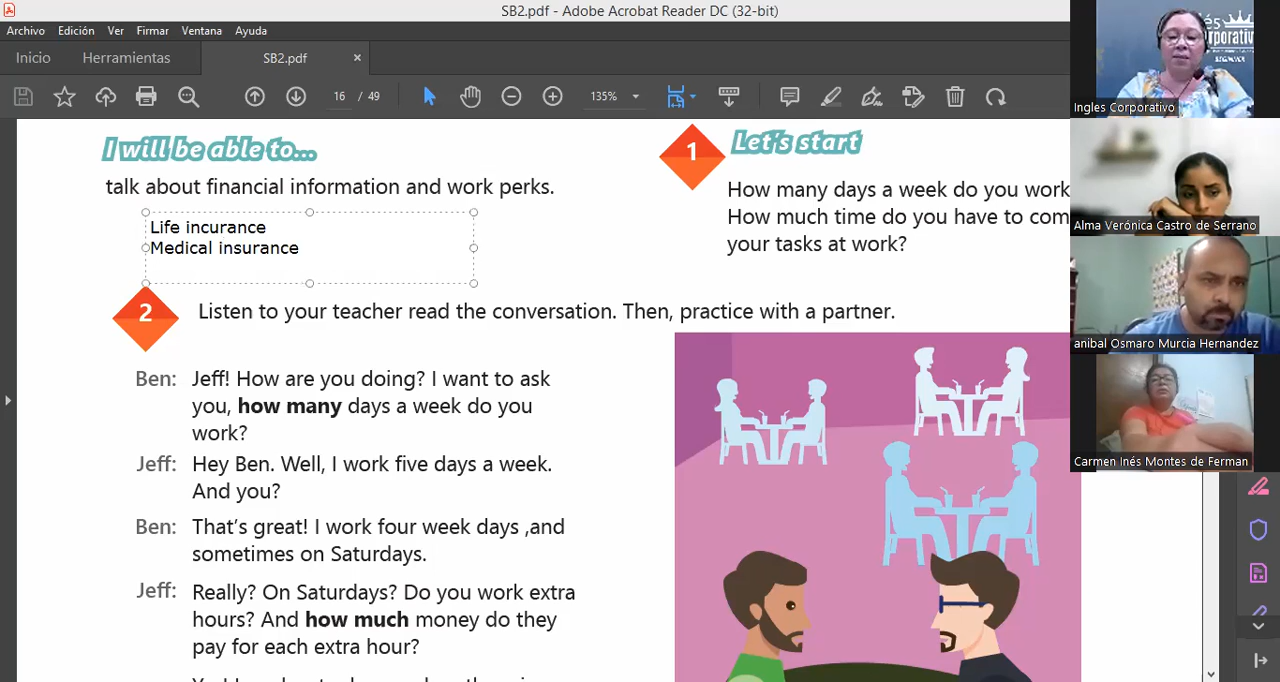 SB2.pdf - Adobe Acrobat Reader DC (32-bit)
Archivo Edición Ver Firmar Ventana Ayuda
Inicio Herramientas SB2.pdf ×
16 / 49 135%
I will be able to...
talk about financial information and work perks.
Life incurance
Medical insurance
1 Let's start
How many days a week do you work
How much time do you have to com
your tasks at work?
2 Listen to your teacher read the conversation. Then, practice with a partner.
Ben: Jeff! How are you doing? I want to ask
you, how many days a week do you
work?
Jeff: Hey Ben. Well, I work five days a week.
And you?
Ben: That's great! I work four week days ,and
sometimes on Saturdays.
Jeff: Really? On Saturdays? Do you work extra
hours? And how much money do they
pay for each extra hour?
Ingles Corporativo
Alma Verónica Castro de Serrano
anibal Osmaro Murcia Hernandez
Carmen Inés Montes de Ferman